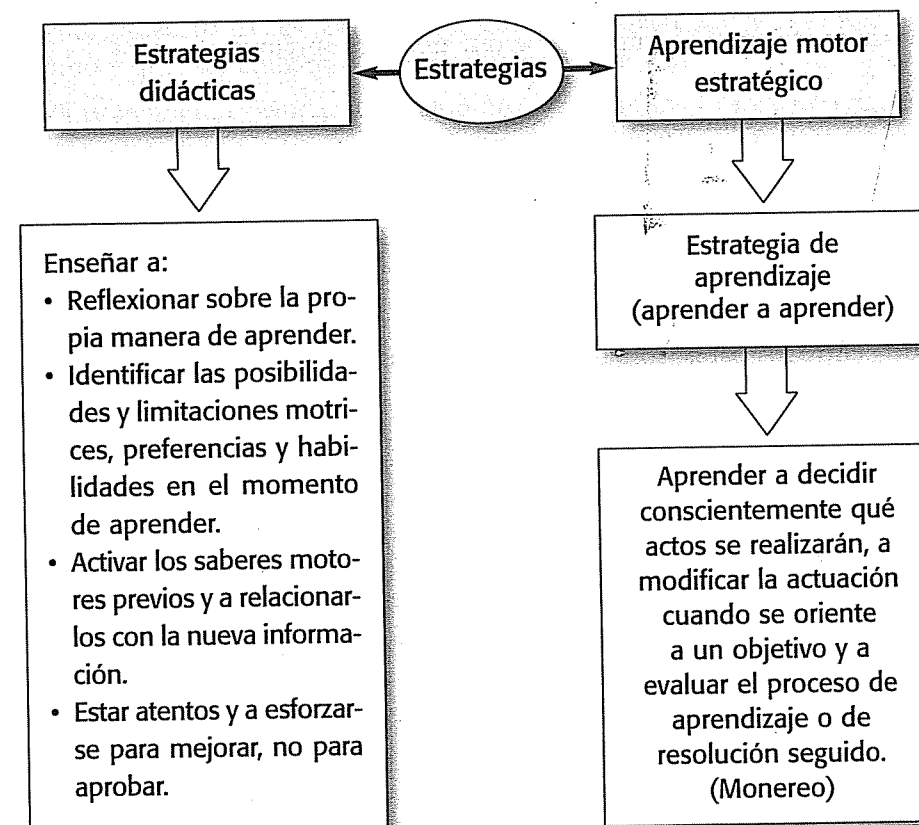 Estrategias
didácticas
Estrategias
Aprendizaje motor
estratégico
Enseñar a:
• Reflexionar sobre la pro-
pia manera de aprender.
• Identificar las posibilida-
des y limitaciones motri-
ces, preferencias y habi-
lidades en el momento
de aprender.
• Activar los saberes moto-
res previos y a relacionar-
los con la nueva informa-
ción.
• Estar atentos y a esforzar-
se para mejorar, no para
aprobar.
Estrategia de
aprendizaje
(aprender a aprender)
Aprender a decidir
conscientemente qué
actos se realizarán, a
modificar la actuación
cuando se oriente
a un objetivo y a
evaluar el proceso de
aprendizaje o de
resolución seguido.
(Monereo)